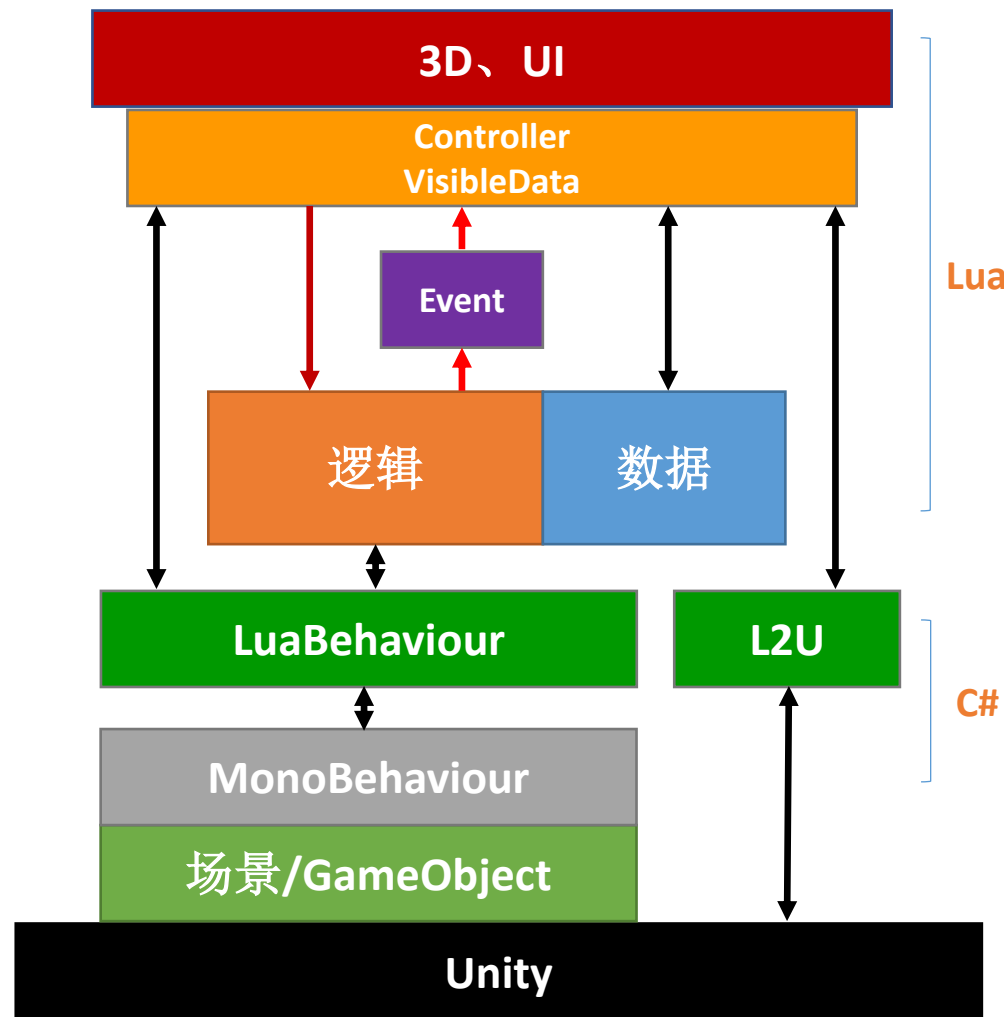 3D、UI
Controller
VisibleData
Event
Lua
逻辑
数据
LuaBehaviour
L2U
C#
MonoBehaviour
场景/GameObject
Unity